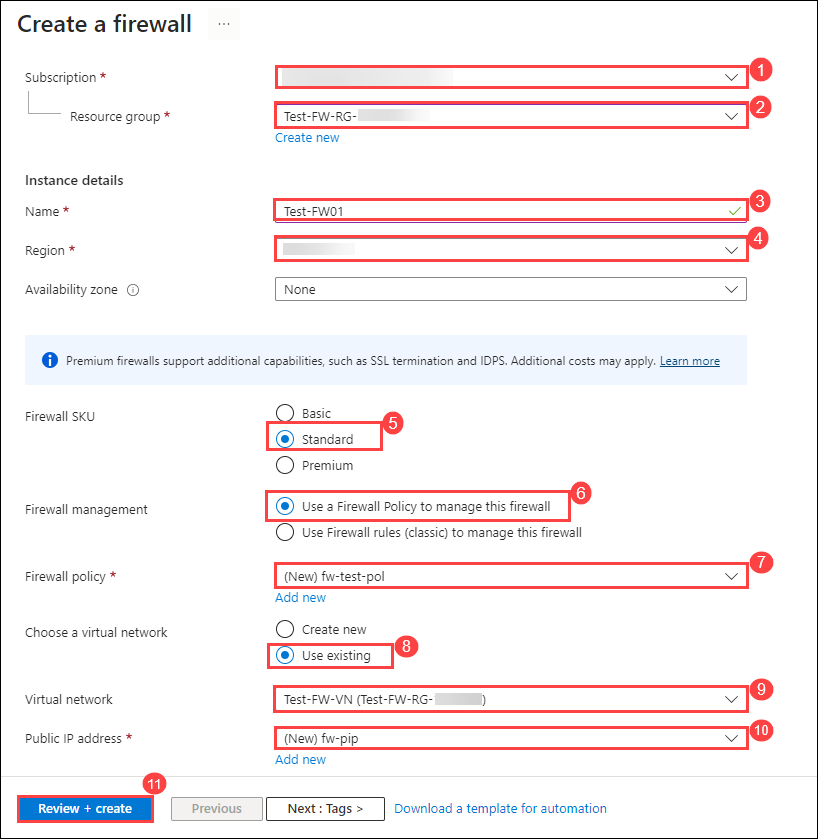 Create a firewall ...
Subscription *
1
Resource group * Test-FW-RG-
2
Create new
Instance details
Name * Test-FW01
3
Region *
4
Availability zone None
Premium firewalls support additional capabilities, such as SSL termination and IDPS. Additional costs may apply. Learn more
Firewall SKU
Basic
Standard
5
Premium
Firewall management
Use a Firewall Policy to manage this firewall
6
Use Firewall rules (classic) to manage this firewall
Firewall policy * (New) fw-test-pol
7
Add new
Choose a virtual network
Create new
Use existing
8
Virtual network Test-FW-VN (Test-FW-RG- )
9
Public IP address * (New) fw-pip
10
Add new
11
Review + create Previous Next : Tags > Download a template for automation